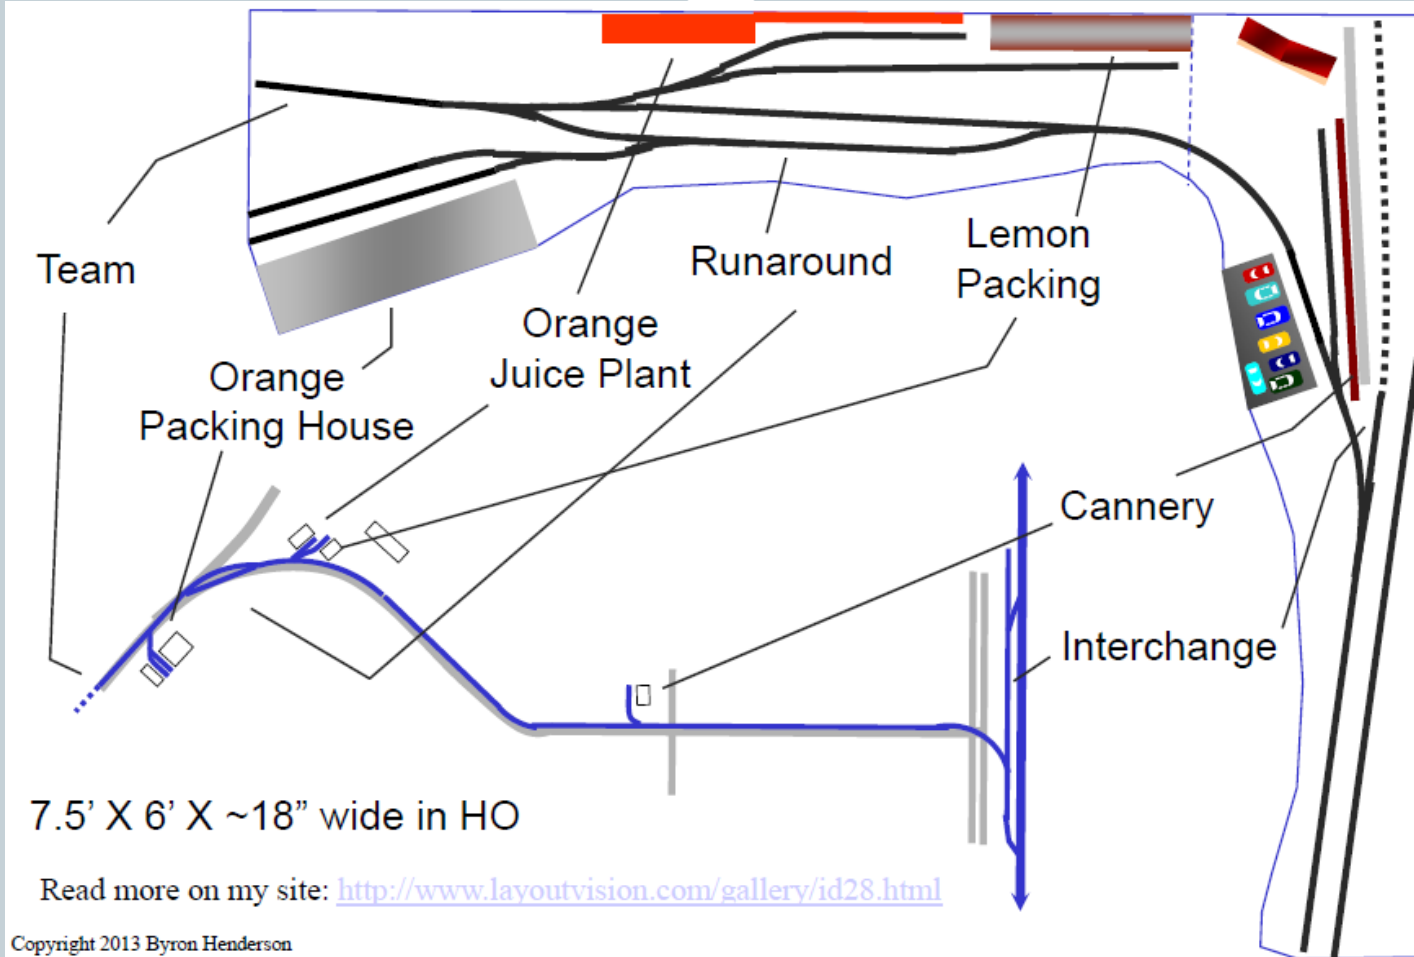 Team
Runaround
Lemon
Packing
Orange
Juice Plant
Orange
Packing House
Cannery
Interchange
7.5’ X 6’ X ~18” wide in HO
Read more on my site: http://www.layoutvision.com/gallery/id28.html
Copyright 2013 Byron Henderson